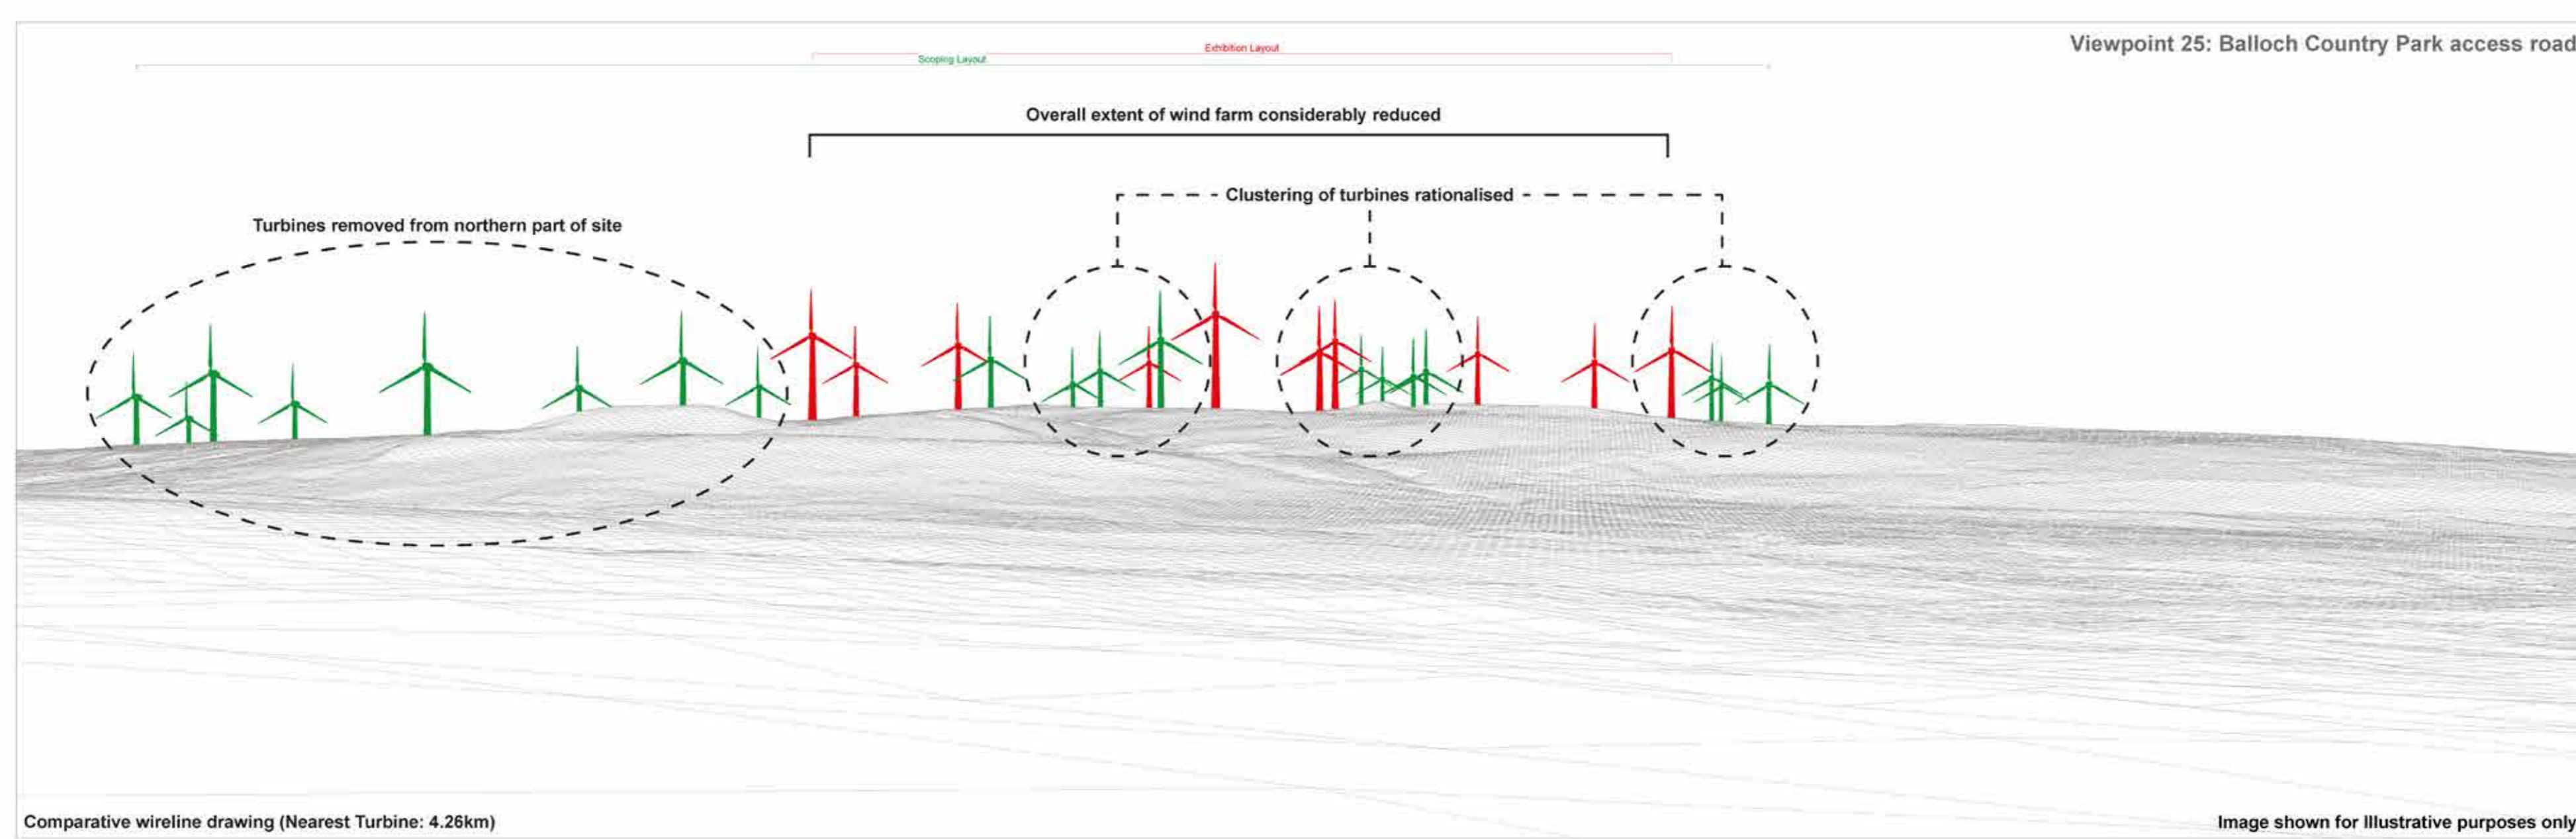 Exhibition Layout
Scoping Layout
Viewpoint 25: Balloch Country Park access road
Overall extent of wind farm considerably reduced
Clustering of turbines rationalised
Turbines removed from northern part of site
Comparative wireline drawing (Nearest Turbine: 4.26km)
Image shown for Illustrative purposes only